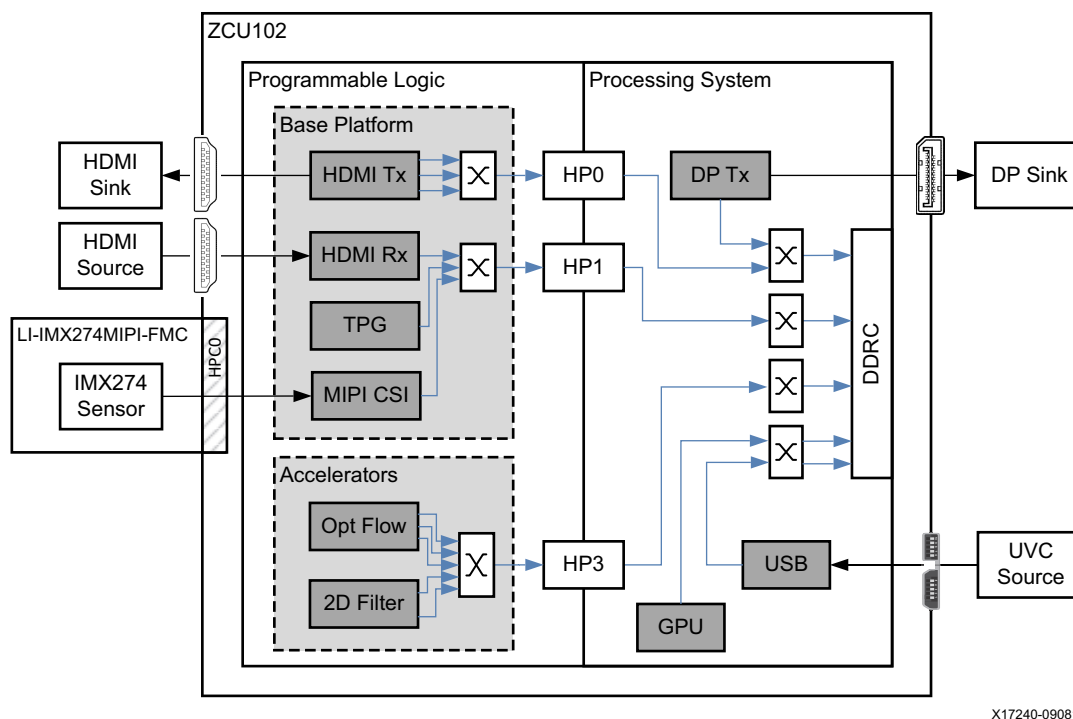 ZCU102
Programmable Logic
Processing System
Base Platform
HDMI
Sink
HDMI Tx
HP0
DP Tx
DP Sink
HDMI
Source
HDMI Rx
HP1
TPG
LI-IMX274MIPI-FMC
HPC0
IMX274
Sensor
MIPI CSI
DDRC
Accelerators
Opt Flow
2D Filter
HP3
USB
UVC
Source
GPU
X17240-0908